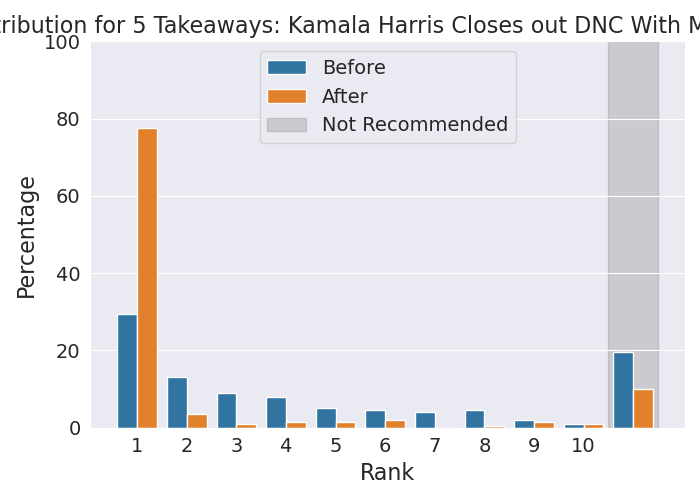 ribution for 5 Takeaways: Kamala Harris Closes out DNC With M
100
80
60
40
20
0
Percentage
Before
After
Not Recommended
1 2 3 4 5 6 7 8 9 10
Rank